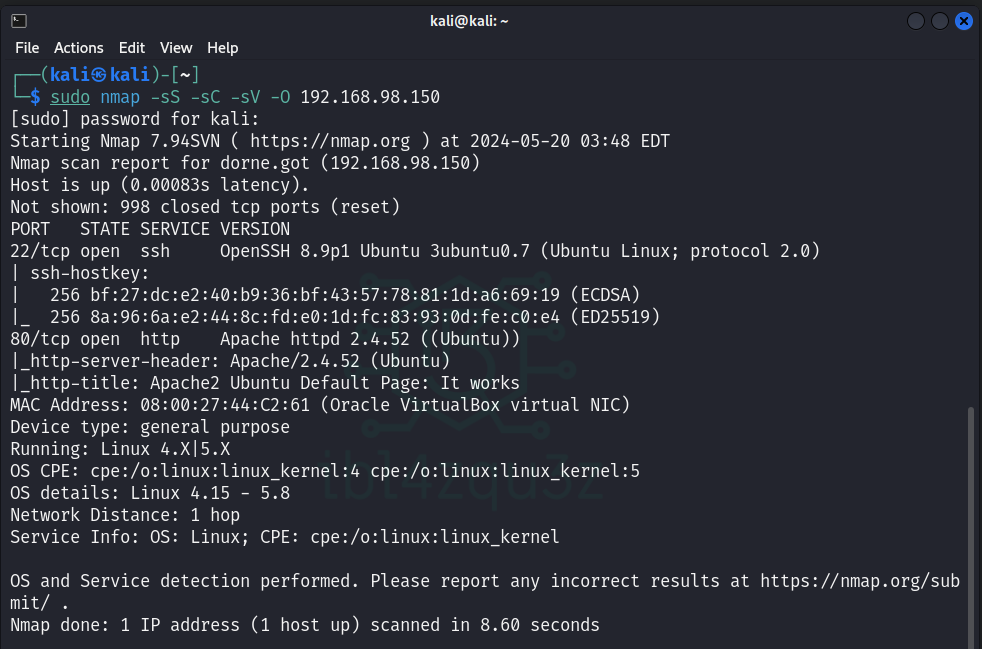 kali@kali: ~
File Actions Edit View Help
┌──(kali㉿kali)-[~]
└─$ sudo nmap -sS -sC -sV -O 192.168.98.150
[sudo] password for kali:
Starting Nmap 7.94SVN ( https://nmap.org ) at 2024-05-20 03:48 EDT
Nmap scan report for dorne.got (192.168.98.150)
Host is up (0.00083s latency).
Not shown: 998 closed tcp ports (reset)
PORT   STATE SERVICE VERSION
22/tcp open  ssh     OpenSSH 8.9p1 Ubuntu 3ubuntu0.7 (Ubuntu Linux; protocol 2.0)
| ssh-hostkey:
|   256 bf:27:dc:e2:40:b9:36:bf:43:57:78:81:1d:a6:69:19 (ECDSA)
|_  256 8a:96:6a:e2:44:8c:fd:e0:1d:fc:83:93:0d:fe:c0:e4 (ED25519)
80/tcp open  http    Apache httpd 2.4.52 ((Ubuntu))
|_http-server-header: Apache/2.4.52 (Ubuntu)
|_http-title: Apache2 Ubuntu Default Page: It works
MAC Address: 08:00:27:44:C2:61 (Oracle VirtualBox virtual NIC)
Device type: general purpose
Running: Linux 4.X|5.X
OS CPE: cpe:/o:linux:linux_kernel:4 cpe:/o:linux:linux_kernel:5
OS details: Linux 4.15 - 5.8
Network Distance: 1 hop
Service Info: OS: Linux; CPE: cpe:/o:linux:linux_kernel
OS and Service detection performed. Please report any incorrect results at https://nmap.org/sub
mit/ .
Nmap done: 1 IP address (1 host up) scanned in 8.60 seconds
ibl4zqu3z